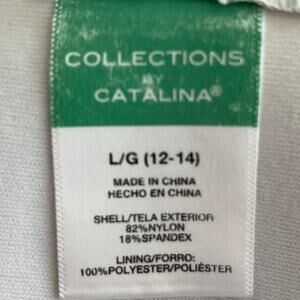 COLLECTIONS
BY
CATALINA®
L/G (12-14)
MADE IN CHINA
HECHO EN CHINA
SHELL/TELA EXTERIOR
82%NYLON
18%SPANDEX
LINING/FORRO:
100%POLYESTER/POLIÉSTER